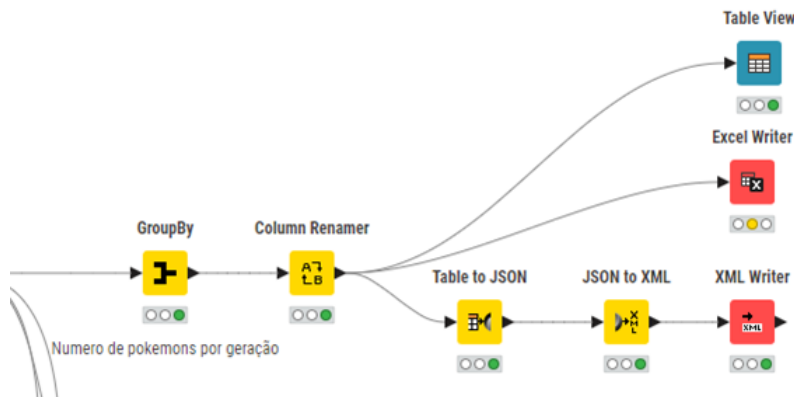 Table View
Excel Writer
GroupBy
Column Renamer
Table to JSON
JSON to XML
XML Writer
Numero de pokemons por geração